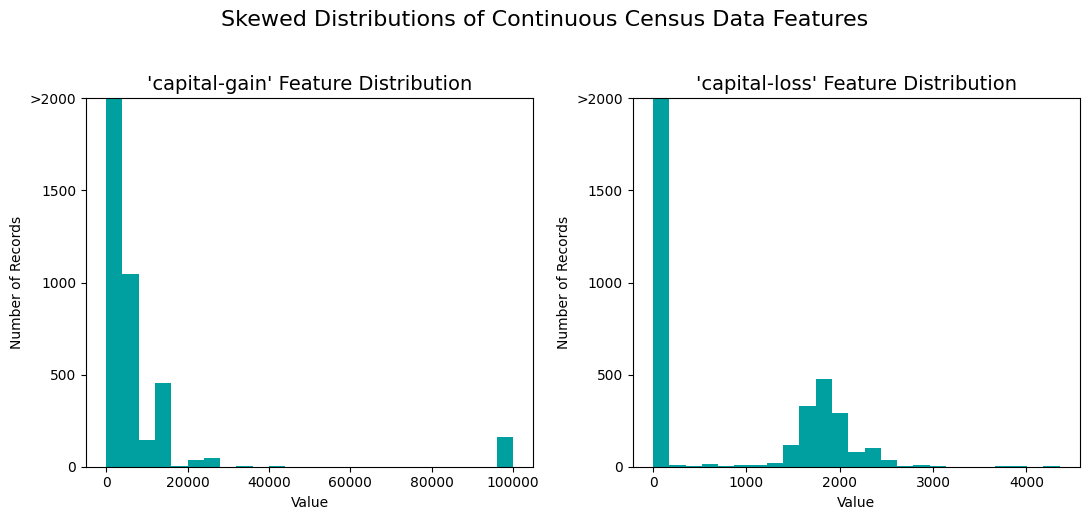 Skewed Distributions of Continuous Census Data Features
'capital-gain' Feature Distribution
>2000
1500
1000
500
0
Number of Records
0 20000 40000 60000 80000 100000
Value
'capital-loss' Feature Distribution
>2000
1500
1000
500
0
Number of Records
0 1000 2000 3000 4000
Value